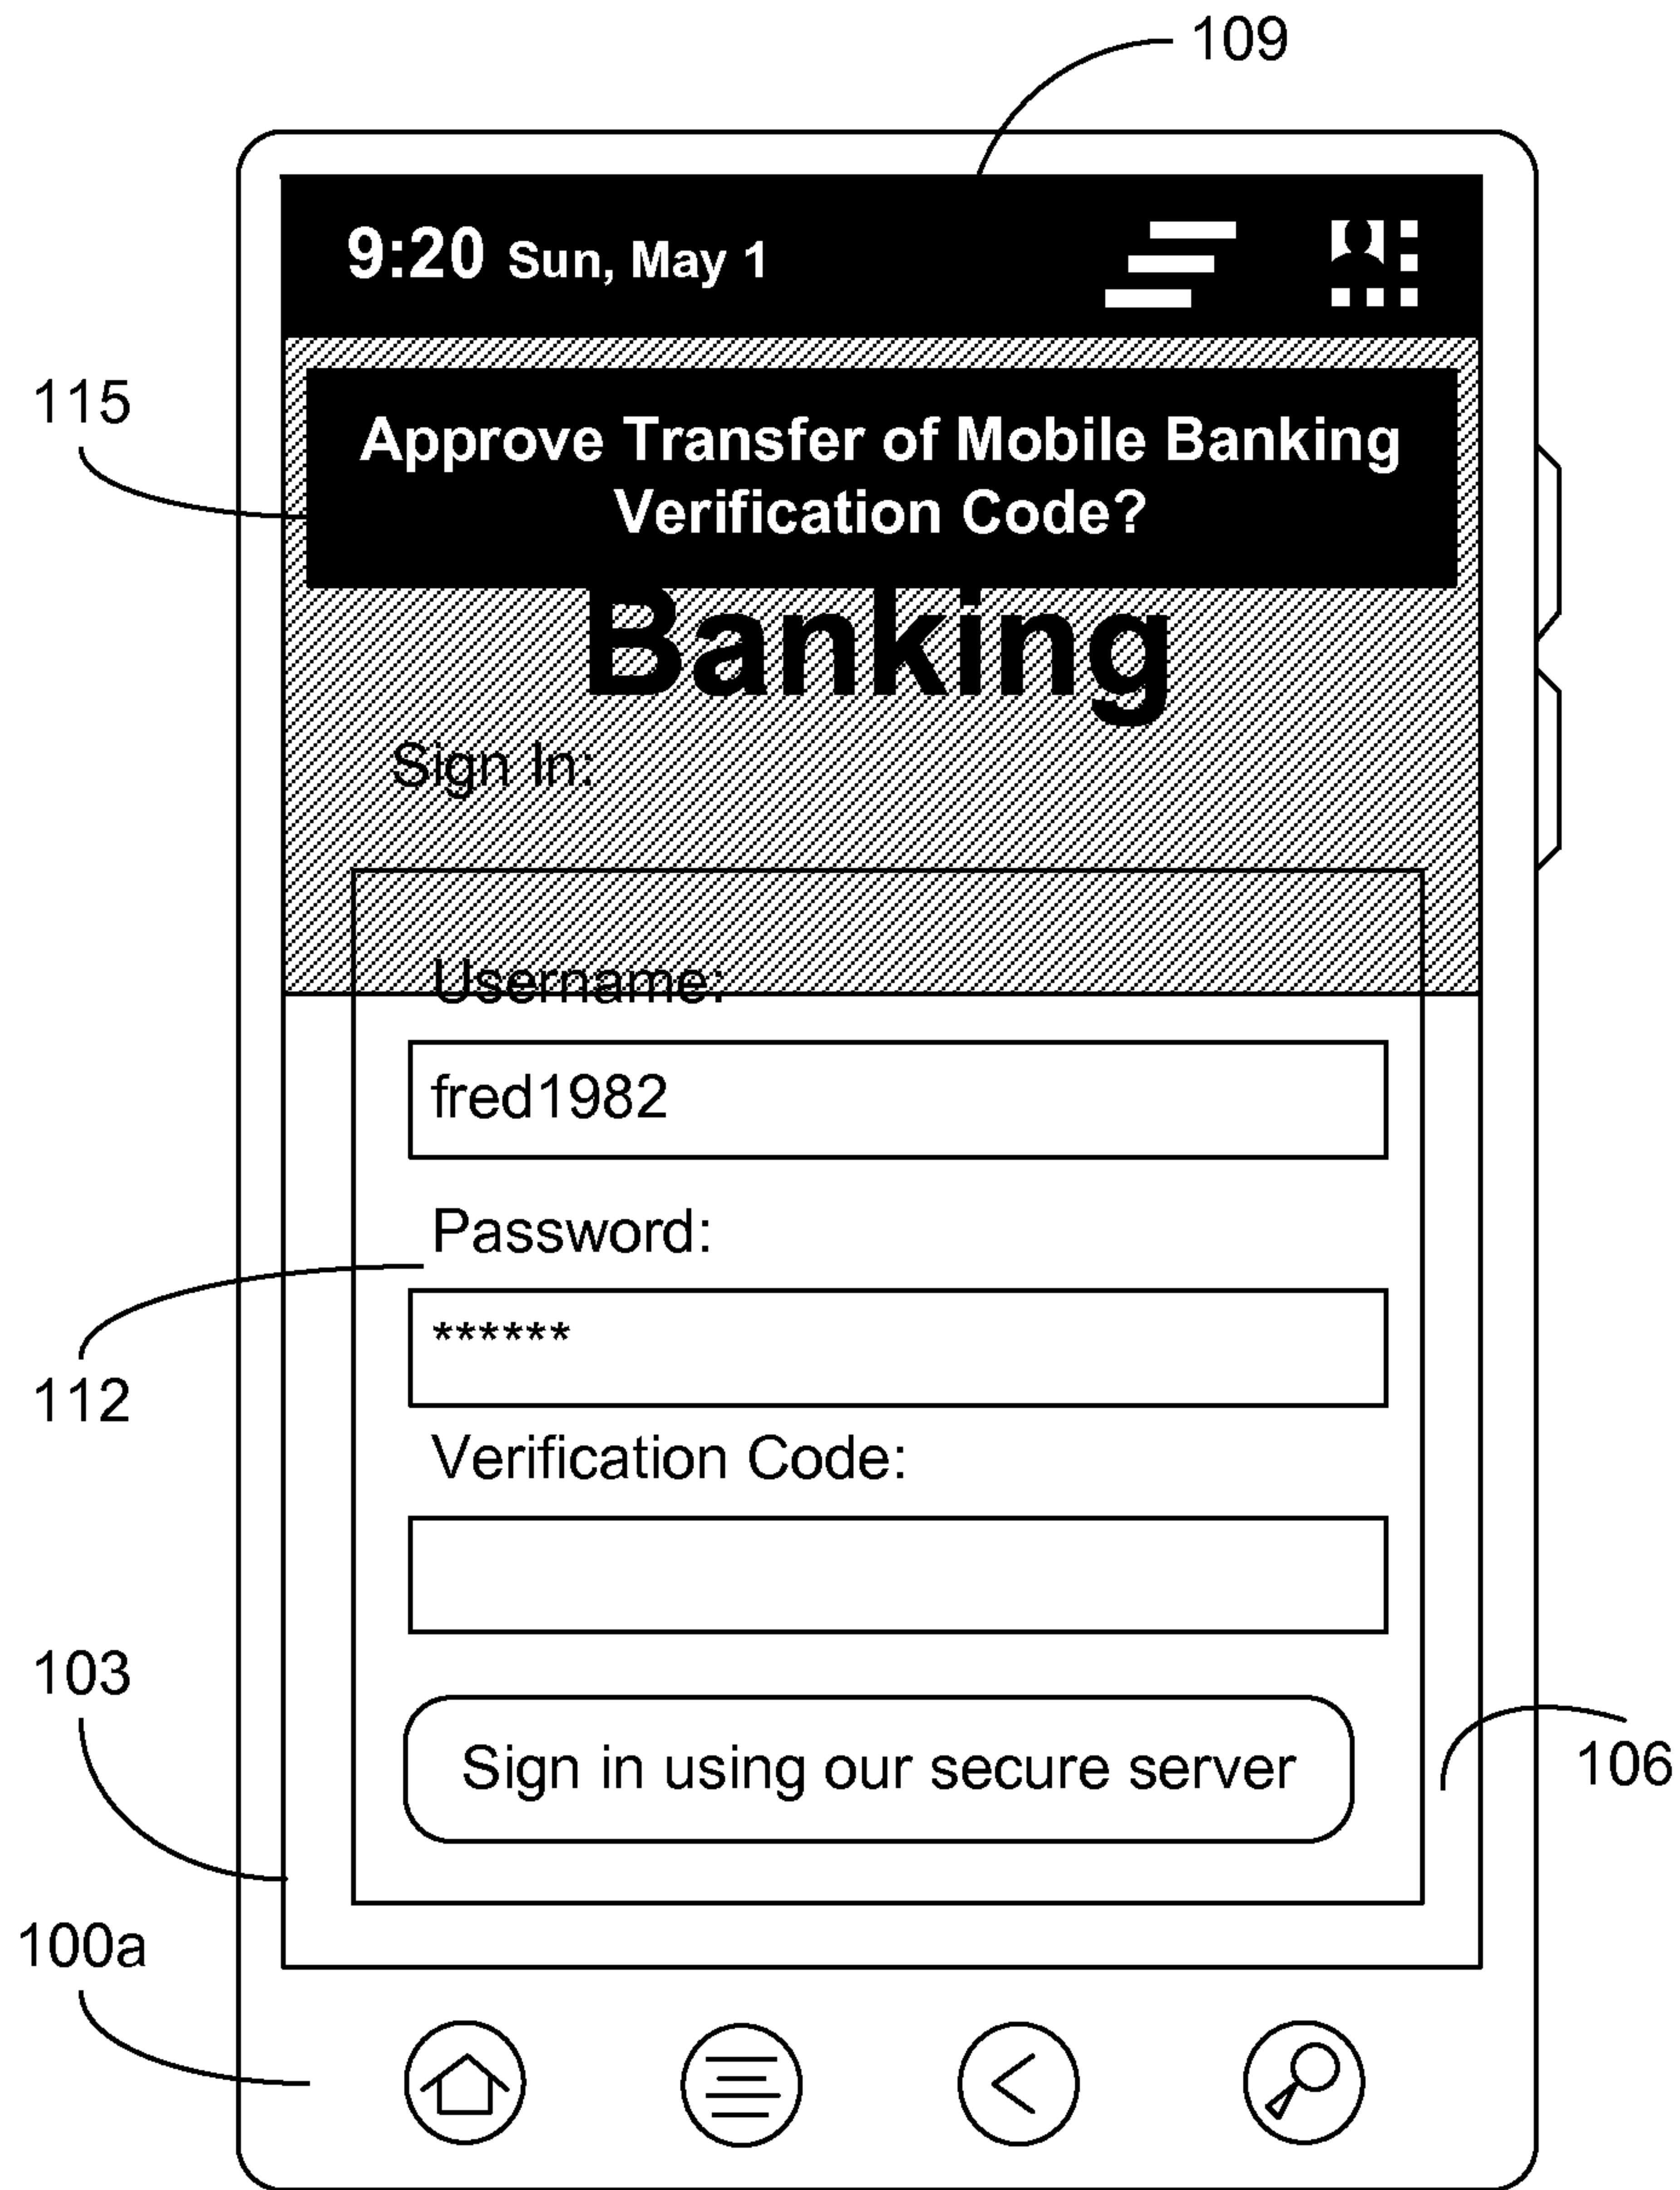 109
9:20 Sun, May 1
115
Approve Transfer of Mobile Banking
Verification Code?
Banking
Sign In:
Username:
fred1982
Password:
******
112
Verification Code:
103
Sign in using our secure server
106
100a